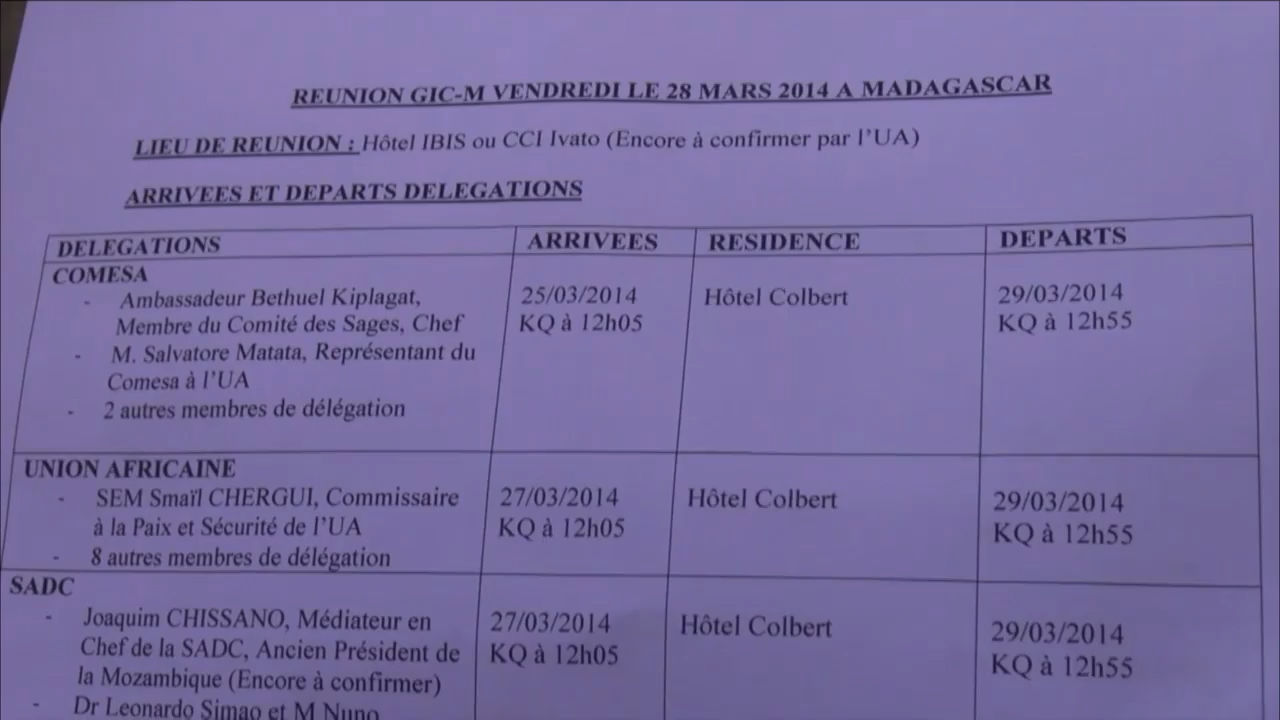 REUNION GIC-M VENDREDI LE 28 MARS 2014 A MADAGASCAR
LIEU DE REUNION : Hôtel IBIS ou CCI Ivato (Encore à confirmer par l'UA)
ARRIVEES ET DEPARTS DELEGATIONS
DELEGATIONS ARRIVEES RESIDENCE DEPARTS
COMESA
- Ambassadeur Bethuel Kiplagat, 25/03/2014 Hôtel Colbert 29/03/2014
Membre du Comité des Sages, Chef KQ à 12h05 KQ à 12h55
- M. Salvatore Matata, Représentant du
Comesa à l'UA
- 2 autres membres de délégation
UNION AFRICAINE
- SEM Smaïl CHERGUI, Commissaire 27/03/2014 Hôtel Colbert 29/03/2014
à la Paix et Sécurité de l'UA KQ à 12h05 KQ à 12h55
- 8 autres membres de délégation
SADC
- Joaquim CHISSANO, Médiateur en 27/03/2014 Hôtel Colbert 29/03/2014
Chef de la SADC, Ancien Président de KQ à 12h05 KQ à 12h55
la Mozambique (Encore à confirmer)
- Dr Leonardo Simao et M Nuno